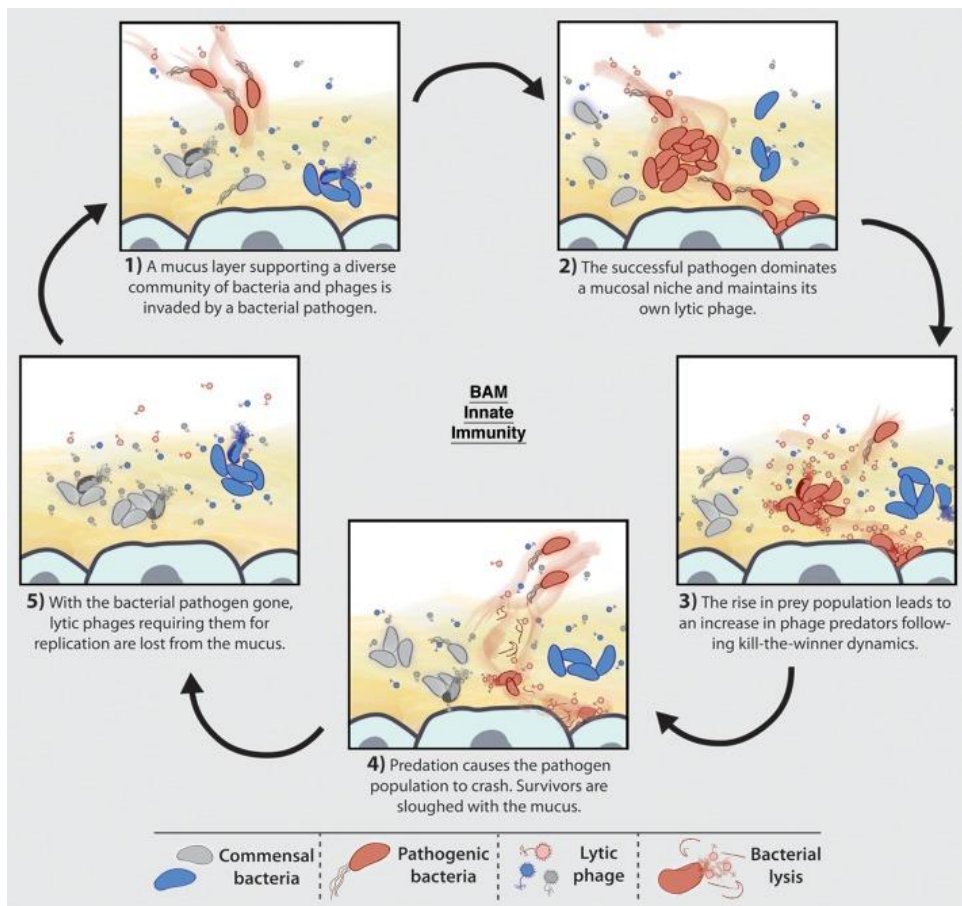 1) A mucus layer supporting a diverse
community of bacteria and phages is
invaded by a bacterial pathogen.
2) The successful pathogen dominates
a mucosal niche and maintains its
own lytic phage.
BAM
Innate
Immunity
3) The rise in prey population leads to
an increase in phage predators follow-
ing kill-the-winner dynamics.
4) Predation causes the pathogen
population to crash. Survivors are
sloughed with the mucus.
5) With the bacterial pathogen gone,
lytic phages requiring them for
replication are lost from the mucus.
Commensal
bacteria
Pathogenic
bacteria
Lytic
phage
Bacterial
lysis